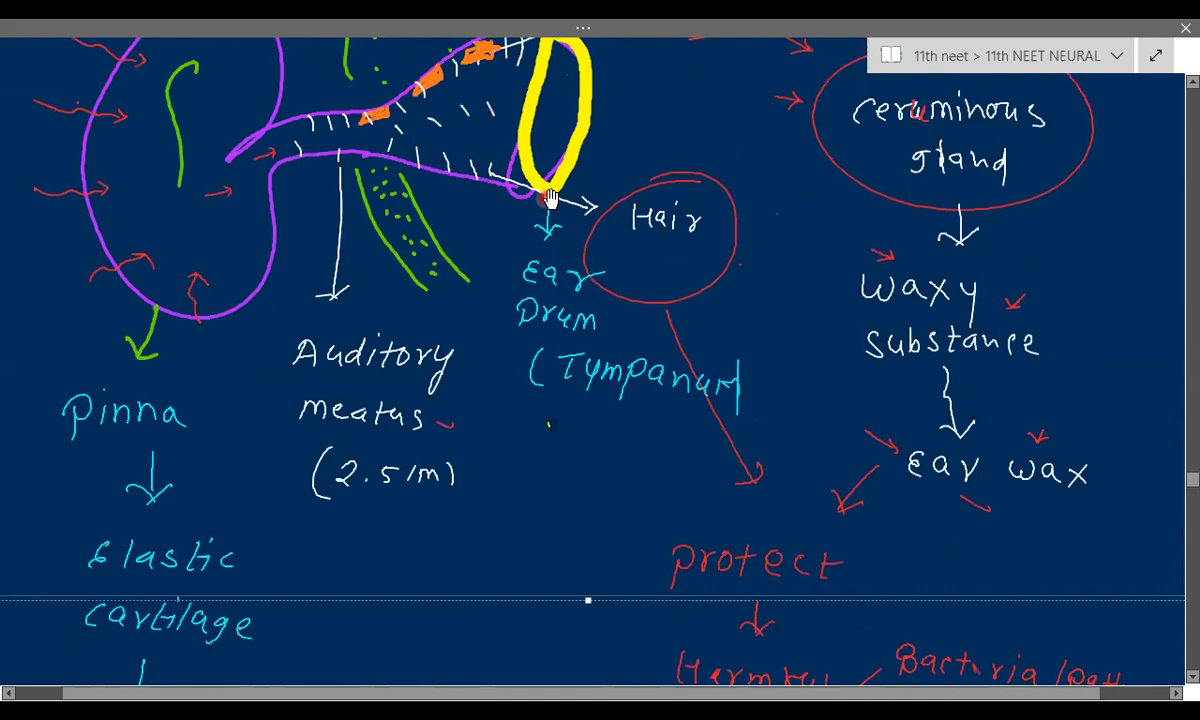 11th neet > 11th NEET NEURAL
Ceruminous
gland
Hair
Ear
Drum
(Tympanum
Waxy
substance
Auditory
meatus
(2.5 cm)
Pinna
Ear wax
Elastic
cartilage
Protect
Bacteria